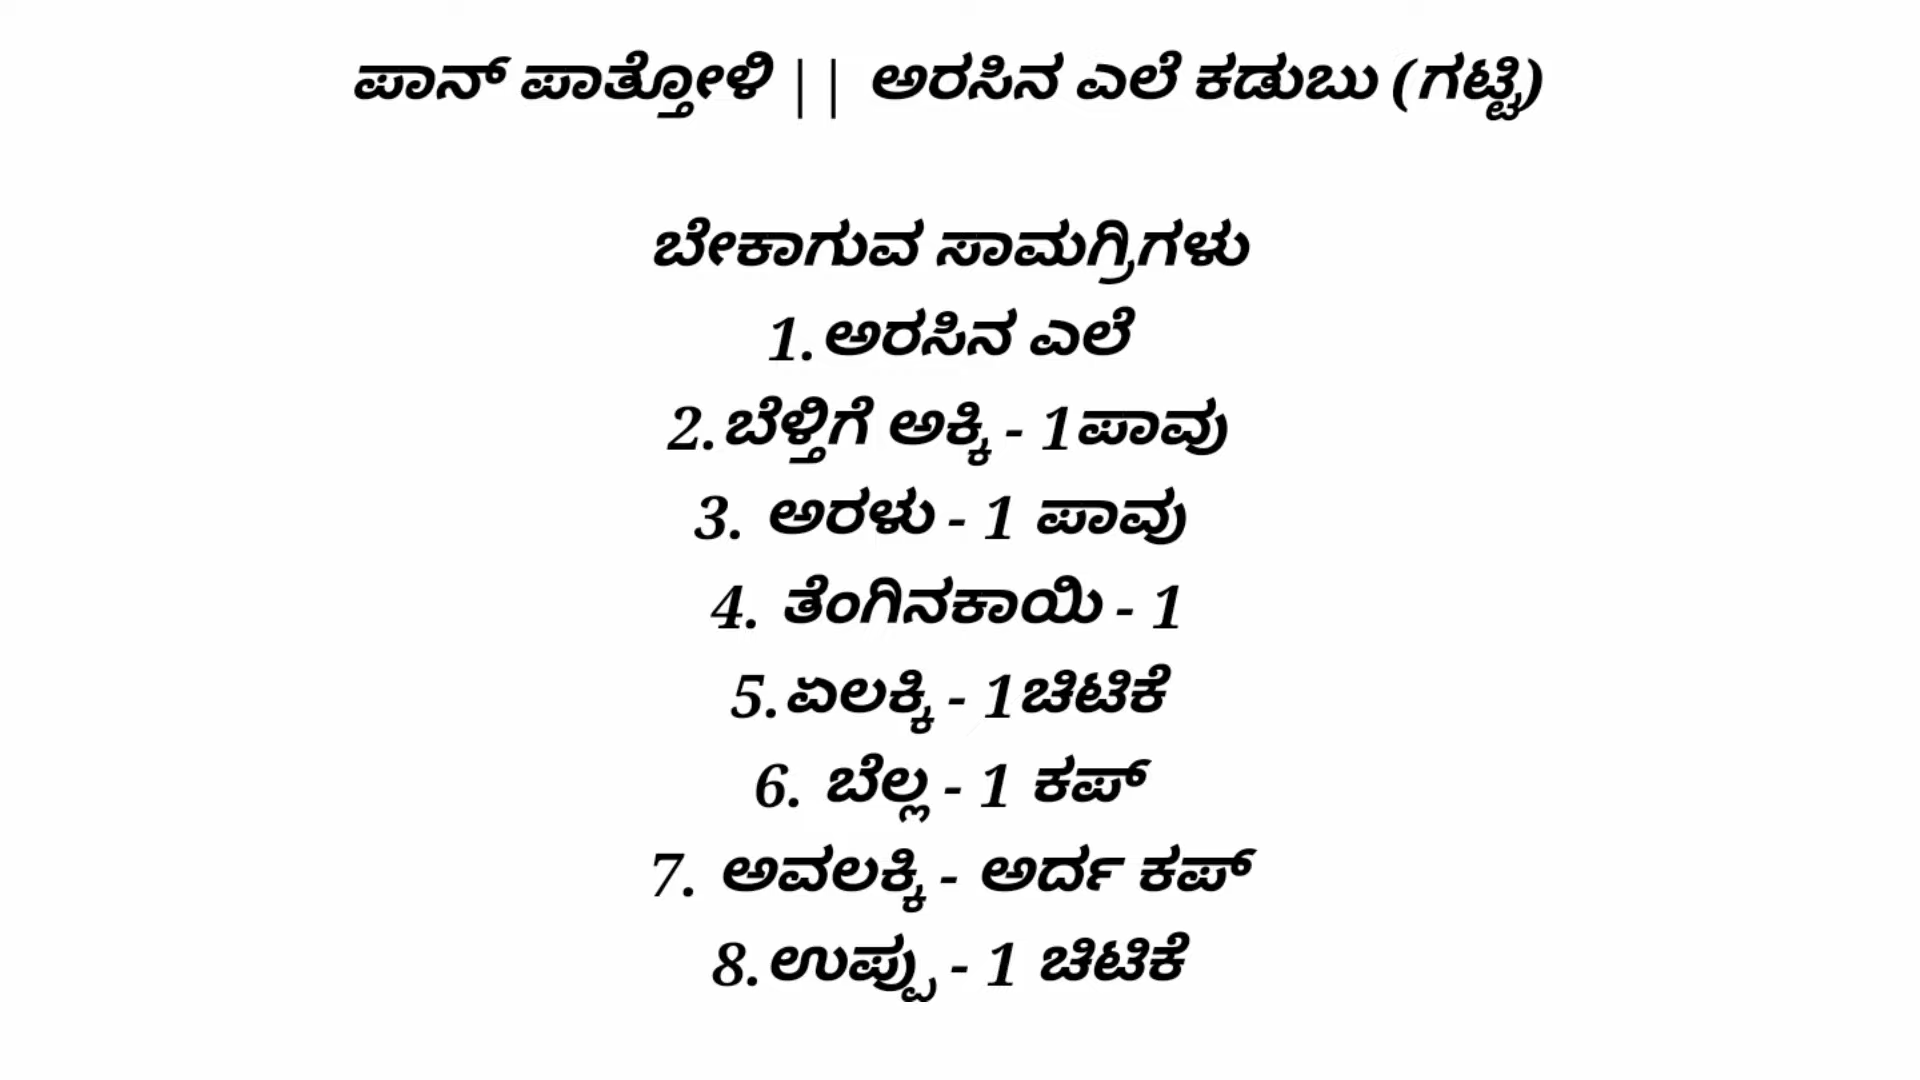 ಪಾನ್ ಪಾತ್ತೋಳಿ || ಅರಸಿನ ಎಲೆ ಕಡುಬು (ಗಟ್ಟಿ)
ಬೇಕಾಗುವ ಸಾಮಗ್ರಿಗಳು
1.ಅರಸಿನ ಎಲೆ
2.ಬೆಳ್ತಿಗೆ ಅಕ್ಕಿ - 1ಪಾವು
3. ಅರಳು - 1 ಪಾವು
4. ತೆಂಗಿನಕಾಯಿ - 1
5.ಏಲಕ್ಕಿ - 1ಚಿಟಿಕೆ
6. ಬೆಲ್ಲ - 1 ಕಪ್
7. ಅವಲಕ್ಕಿ - ಅರ್ದ ಕಪ್
8.ಉಪ್ಪು - 1 ಚಿಟಿಕೆ